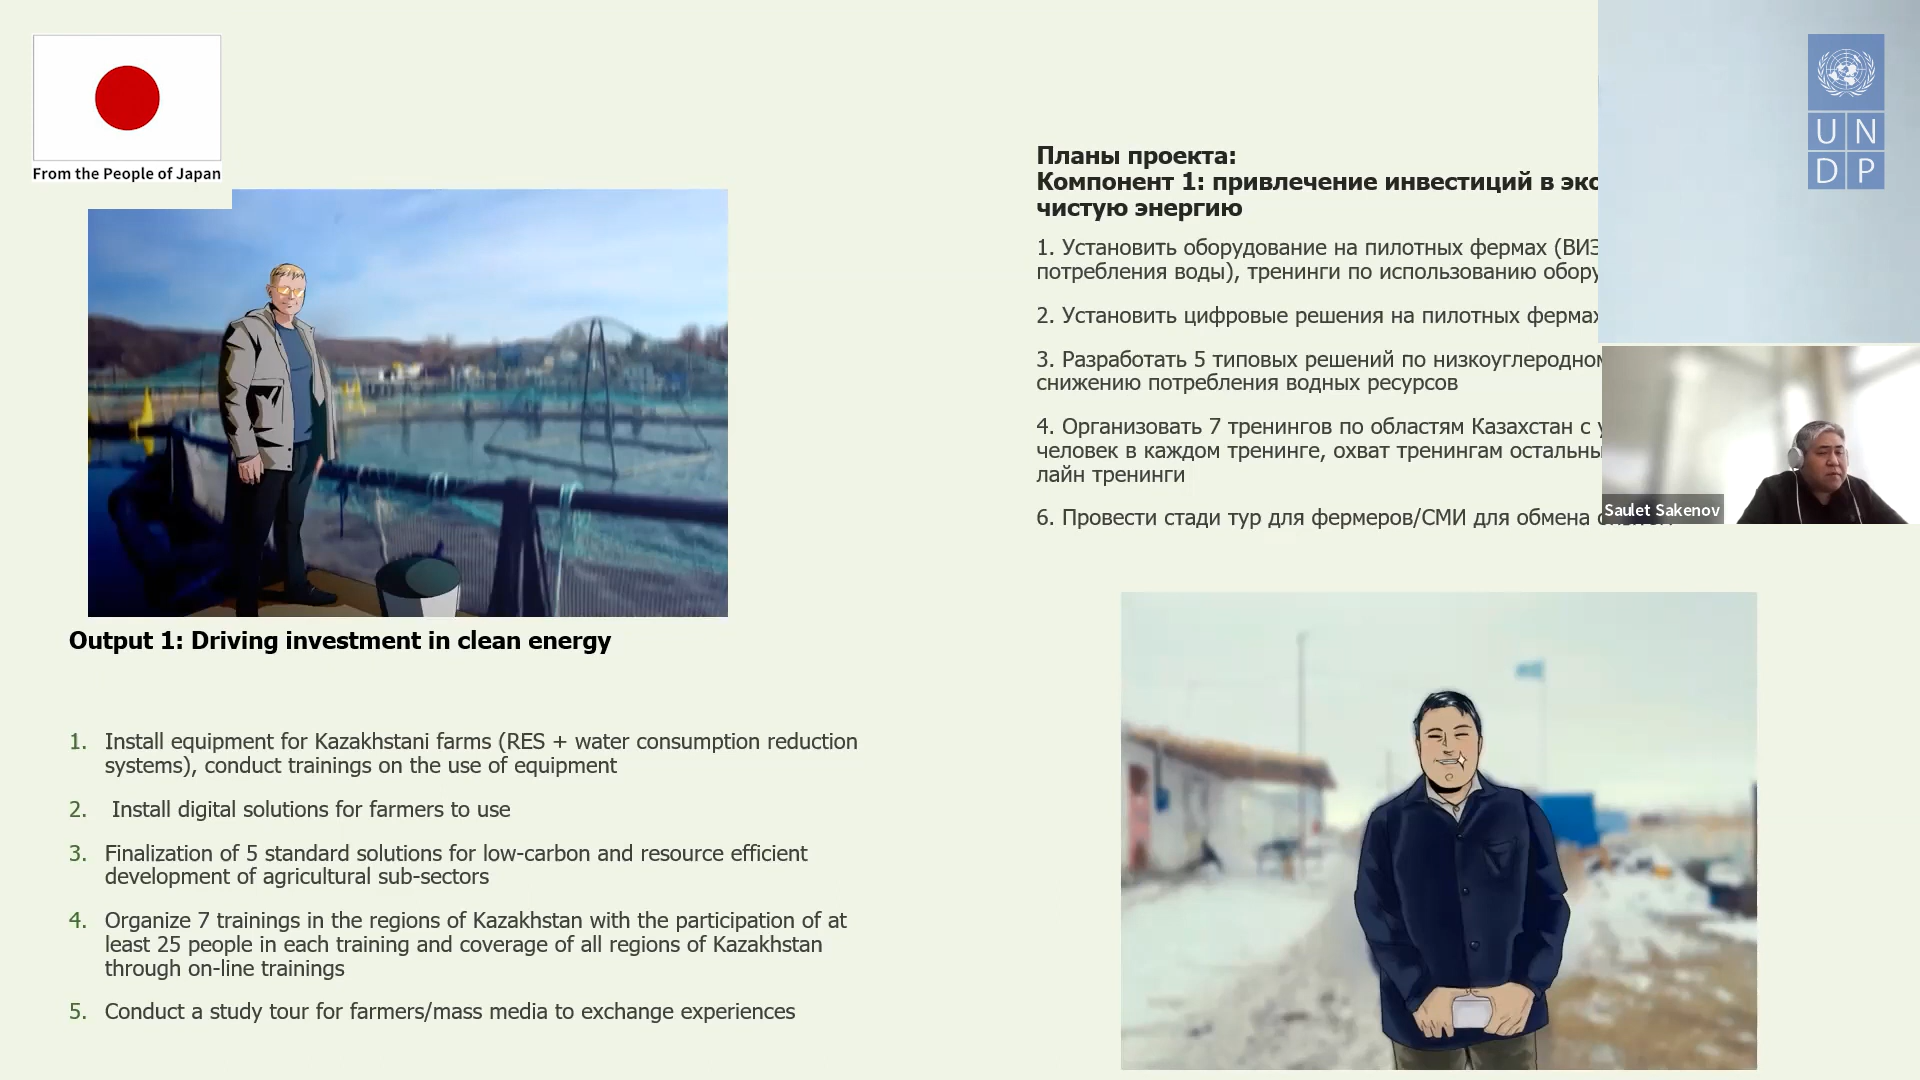 From the People of Japan
Output 1: Driving investment in clean energy
1. Install equipment for Kazakhstani farms (RES + water consumption reduction
systems), conduct trainings on the use of equipment
2. Install digital solutions for farmers to use
3. Finalization of 5 standard solutions for low-carbon and resource efficient
development of agricultural sub-sectors
4. Organize 7 trainings in the regions of Kazakhstan with the participation of at
least 25 people in each training and coverage of all regions of Kazakhstan
through on-line trainings
5. Conduct a study tour for farmers/mass media to exchange experiences
Планы проекта:
Компонент 1: привлечение инвестиций в
чистую энергию
1. Установить оборудование на пилотных фермах
потребления воды), тренинги по использованию
2. Установить цифровые решения на пилотных
3. Разработать 5 типовых решений по
снижению потребления водных ресурсов
4. Организовать 7 тренингов по областям Казахстан с
человек в каждом тренинге, охват тренингам
лайн тренинги
6. Провести стади тур для фермеров/СМИ для обмена
UN
DP
Saulet Sakenov